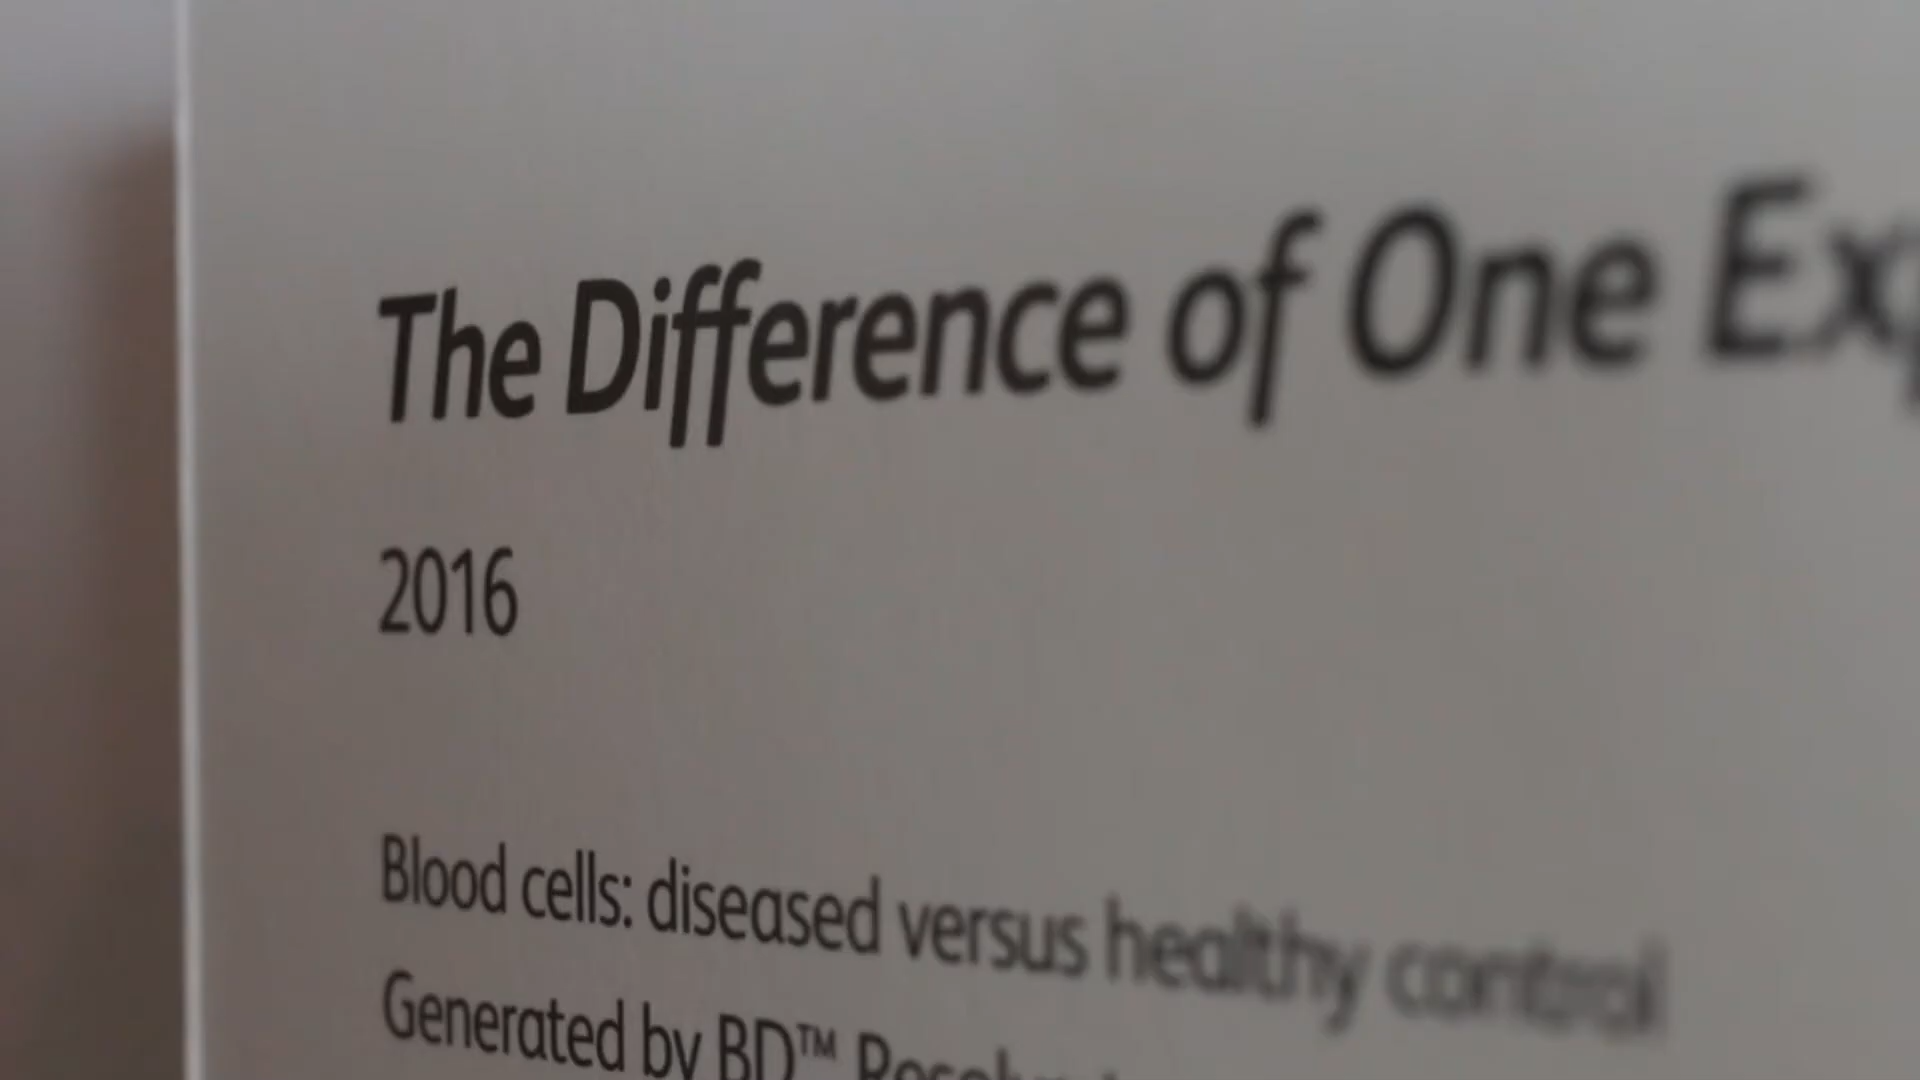 The Difference of One
2016
Blood cells: diseased versus healthy control
Generated by BD™